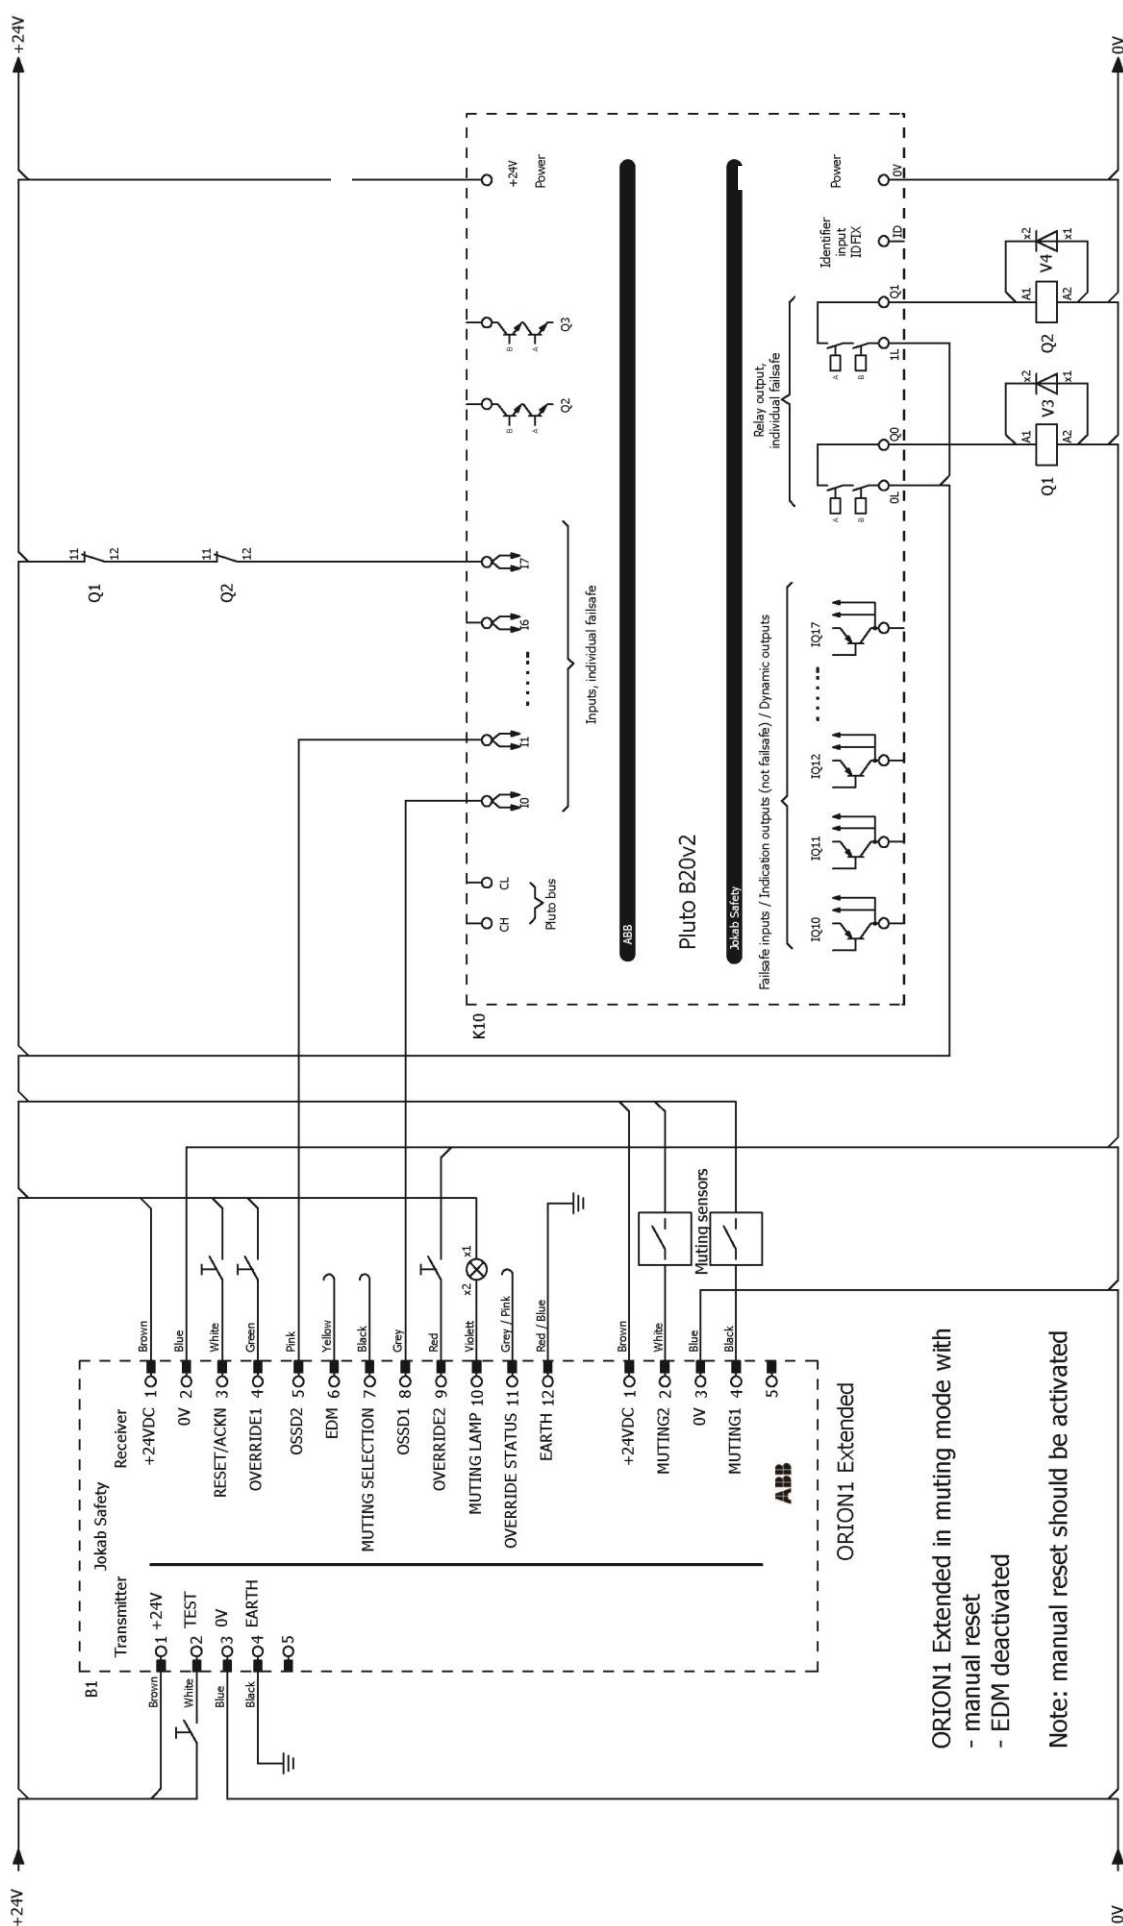 +24V
+24V
0V
0V
B1
Jokab Safety
Transmitter
Receiver
Brown
1 +24V
White
2 TEST
Blue
3 0V
Black
4 EARTH
5
+24VDC 1
Brown
0V 2
Blue
RESET/ACKN 3
White
OVERRIDE1 4
Green
OSSD2 5
Pink
EDM 6
Yellow
MUTING SELECTION 7
Black
OSSD1 8
Grey
OVERRIDE2 9
Red
MUTING LAMP 10
Violett
x2
x1
OVERRIDE STATUS 11
Grey / Pink
EARTH 12
Red / Blue
+24VDC 1
Brown
MUTING2 2
White
0V 3
Blue
MUTING1 4
Black
5
Muting sensors
ABB
ORION1 Extended
ORION1 Extended in muting mode with
- manual reset
- EDM deactivated
Note: manual reset should be activated
K10
CH
CL
Pluto bus
I0
I1
I6
I7
Inputs, individual failsafe
Q1
11
12
Q2
11
12
B
A
Q2
B
A
Q3
+24V
Power
ABB
Pluto B20v2
Jokab Safety
Failsafe inputs / Indication outputs (not failsafe) / Dynamic outputs
IQ10
IQ11
IQ12
IQ17
Relay output,
individual failsafe
A
B
0L
Q0
A
B
1L
Q1
Identifier
input
IDFIX
ID
Power
0V
Q1
A1
A2
V3
x2
x1
Q2
A1
A2
V4
x2
x1